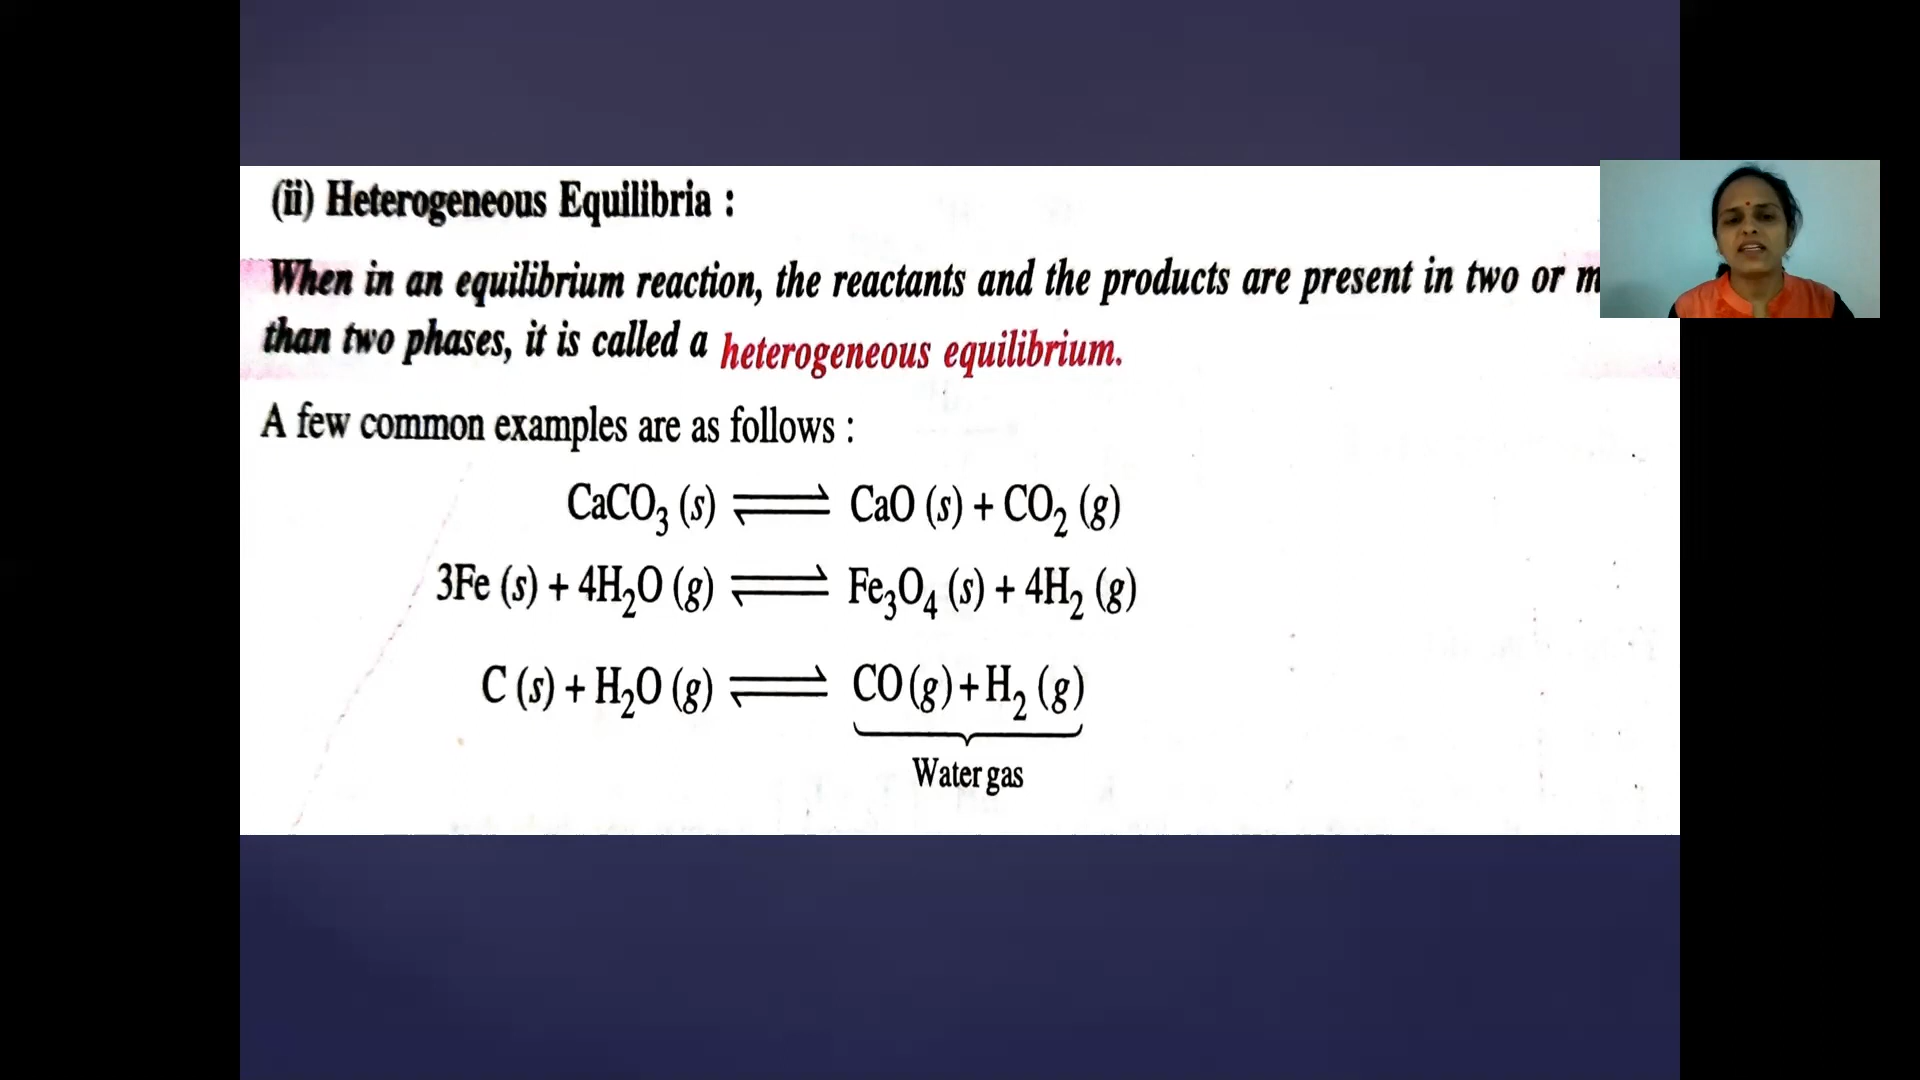 (ii) Heterogeneous Equilibria :
When in an equilibrium reaction, the reactants and the products are present in two or
than two phases, it is called a heterogeneous equilibrium.
A few common examples are as follows :
CaCO₃ (s) ⇌ CaO (s) + CO₂ (g)
3Fe (s) + 4H₂O (g) ⇌ Fe₃O₄ (s) + 4H₂ (g)
C (s) + H₂O (g) ⇌ CO (g) + H₂ (g)
Water gas